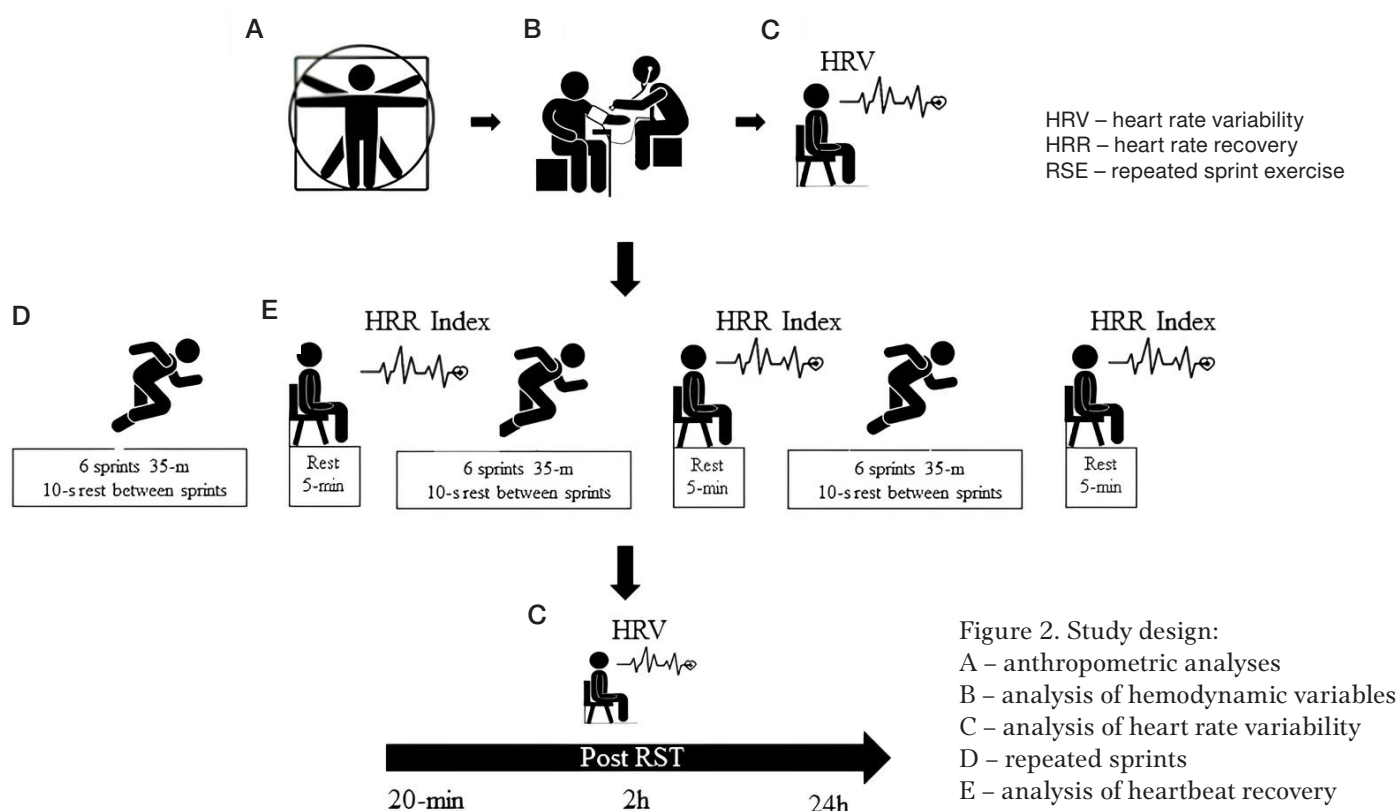 A
B
C
HRV
HRV – heart rate variability
HRR – heart rate recovery
RSE – repeated sprint exercise
D
E
HRR Index
HRR Index
HRR Index
6 sprints 35-m
10-s rest between sprints
Rest
5-min
6 sprints 35-m
10-s rest between sprints
Rest
5-min
6 sprints 35-m
10-s rest between sprints
Rest
5-min
C
HRV
Post RST
20-min
2h
24h
Figure 2. Study design:
A – anthropometric analyses
B – analysis of hemodynamic variables
C – analysis of heart rate variability
D – repeated sprints
E – analysis of heartbeat recovery